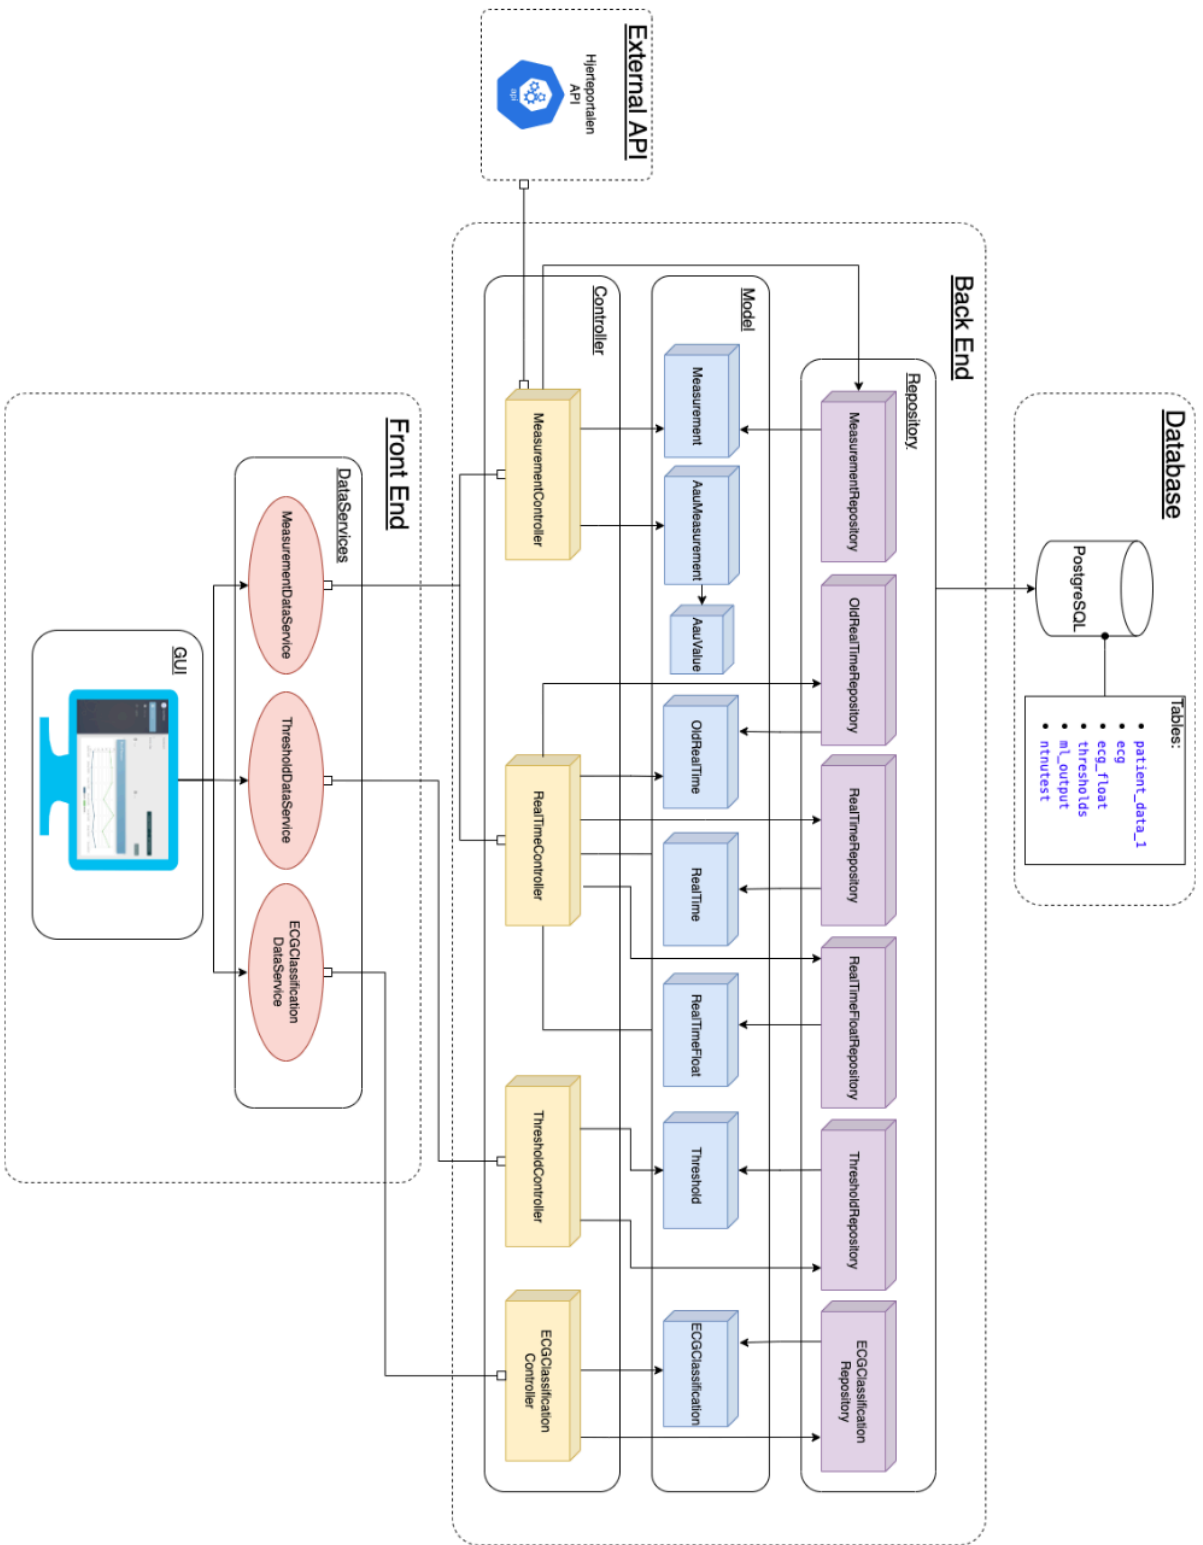 External API
Hjerteportalen
API
api
Back End
Controller
MeasurementController
RealTimeController
ThresholdController
ECGClassification
Controller
Model
Measurement
AauMeasurement
AauValue
OldRealTime
RealTime
RealTimeFloat
Threshold
ECGClassification
Repository
MeasurementRepository
OldRealTimeRepository
RealTimeRepository
RealTimeFloatRepository
ThresholdRepository
ECGClassification
Repository
Database
PostgreSQL
Tables:
• patient_data_1
• ecg
• ecg_float
• thresholds
• ml_output
• ntnutest
Front End
DataServices
MeasurementDataService
ThresholdDataService
ECGClassification
DataService
GUI